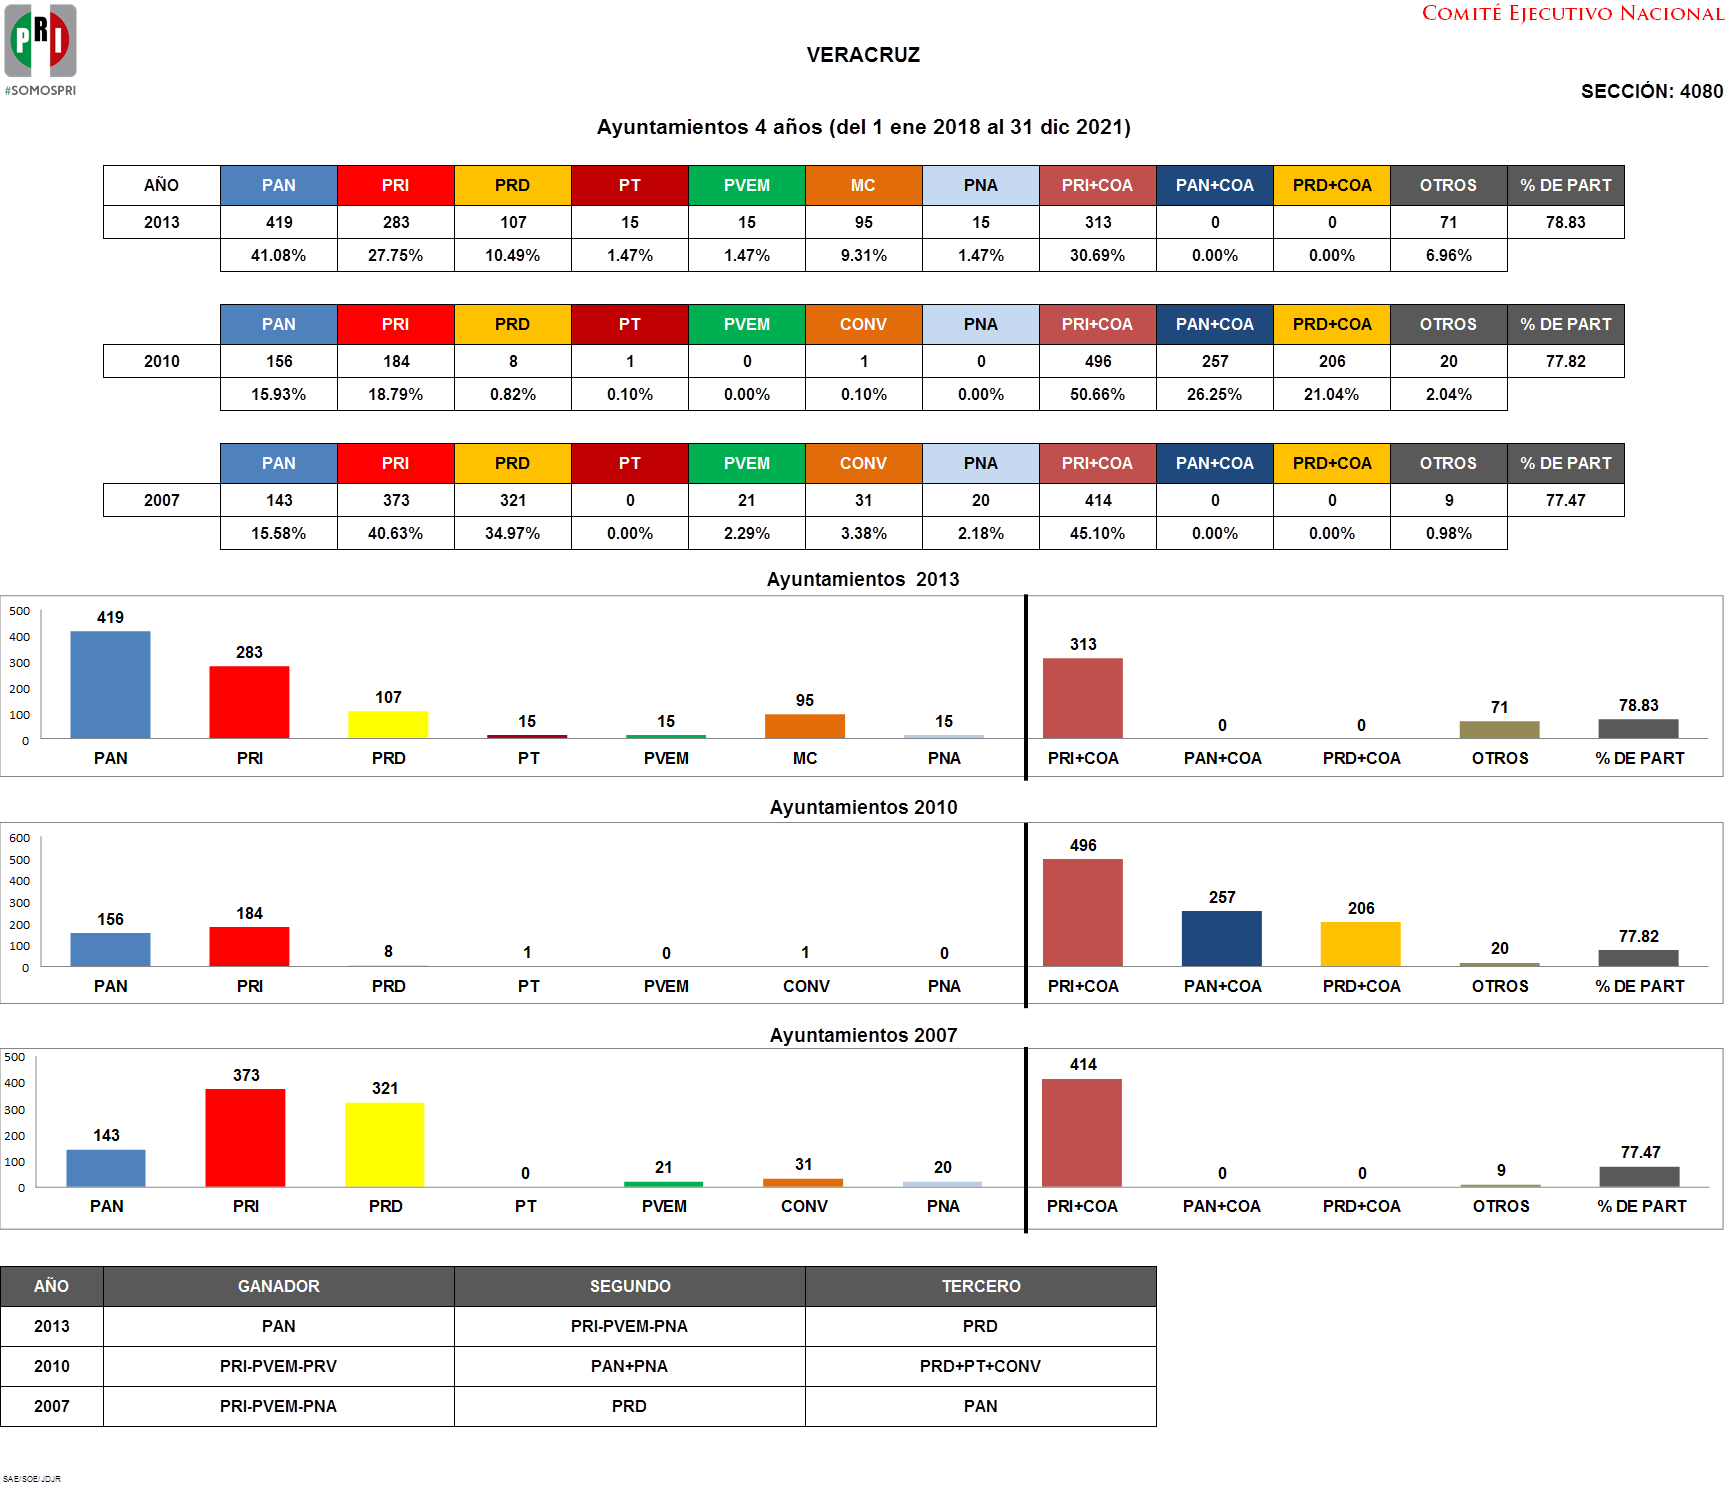 PRI
#SOMOSPRI
COMITÉ EJECUTIVO NACIONAL
VERACRUZ
SECCIÓN: 4080
Ayuntamientos 4 años (del 1 ene 2018 al 31 dic 2021)
AÑO PAN PRI PRD PT PVEM MC PNA PRI+COA PAN+COA PRD+COA OTROS % DE PART
2013 419 283 107 15 15 95 15 313 0 0 71 78.83
41.08% 27.75% 10.49% 1.47% 1.47% 9.31% 1.47% 30.69% 0.00% 0.00% 6.96%
PAN PRI PRD PT PVEM CONV PNA PRI+COA PAN+COA PRD+COA OTROS % DE PART
2010 156 184 8 1 0 1 0 496 257 206 20 77.82
15.93% 18.79% 0.82% 0.10% 0.00% 0.10% 0.00% 50.66% 26.25% 21.04% 2.04%
PAN PRI PRD PT PVEM CONV PNA PRI+COA PAN+COA PRD+COA OTROS % DE PART
2007 143 373 321 0 21 31 20 414 0 0 9 77.47
15.58% 40.63% 34.97% 0.00% 2.29% 3.38% 2.18% 45.10% 0.00% 0.00% 0.98%
Ayuntamientos 2013
500
400
300
200
100
0
419 283 107 15 15 95 15 313 0 0 71 78.83
PAN PRI PRD PT PVEM MC PNA PRI+COA PAN+COA PRD+COA OTROS % DE PART
Ayuntamientos 2010
600
500
400
300
200
100
0
156 184 8 1 0 1 0 496 257 206 20 77.82
PAN PRI PRD PT PVEM CONV PNA PRI+COA PAN+COA PRD+COA OTROS % DE PART
Ayuntamientos 2007
500
400
300
200
100
0
143 373 321 0 21 31 20 414 0 0 9 77.47
PAN PRI PRD PT PVEM CONV PNA PRI+COA PAN+COA PRD+COA OTROS % DE PART
AÑO GANADOR SEGUNDO TERCERO
2013 PAN PRI-PVEM-PNA PRD
2010 PRI-PVEM-PRV PAN+PNA PRD+PT+CONV
2007 PRI-PVEM-PNA PRD PAN
SAE/SOE/JDJR